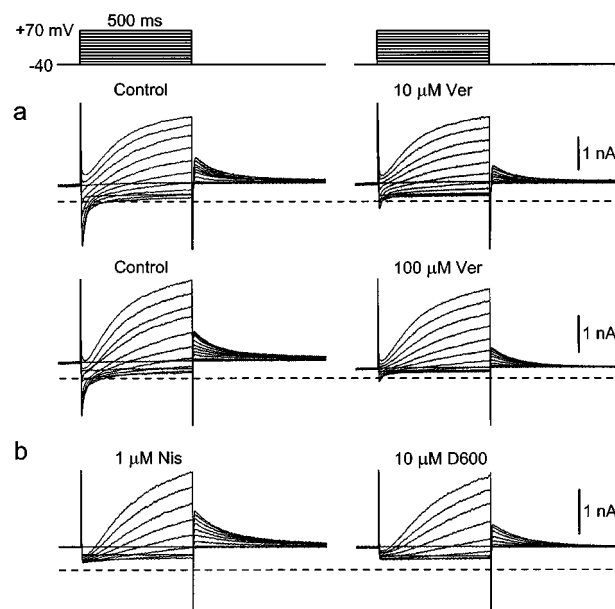 +70 mV
500 ms
-40
Control
10 µM Ver
a
1 nA
Control
100 µM Ver
1 nA
b
1 µM Nis
10 µM D600
1 nA